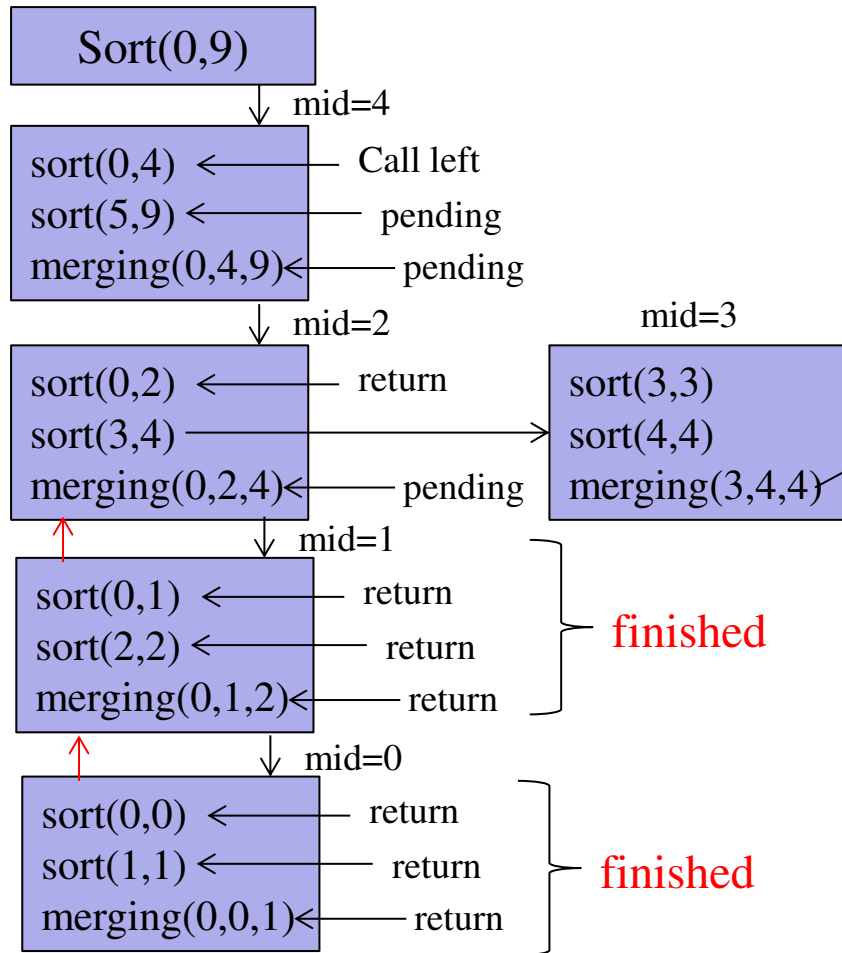 Sort(0,9)
mid=4
sort(0,4) Call left
sort(5,9) pending
merging(0,4,9) pending
mid=2
sort(0,2) return
sort(3,4)
merging(0,2,4) pending
mid=3
sort(3,3)
sort(4,4)
merging(3,4,4)
mid=1
sort(0,1) return
sort(2,2) return
merging(0,1,2) return
finished
mid=0
sort(0,0) return
sort(1,1) return
merging(0,0,1) return
finished